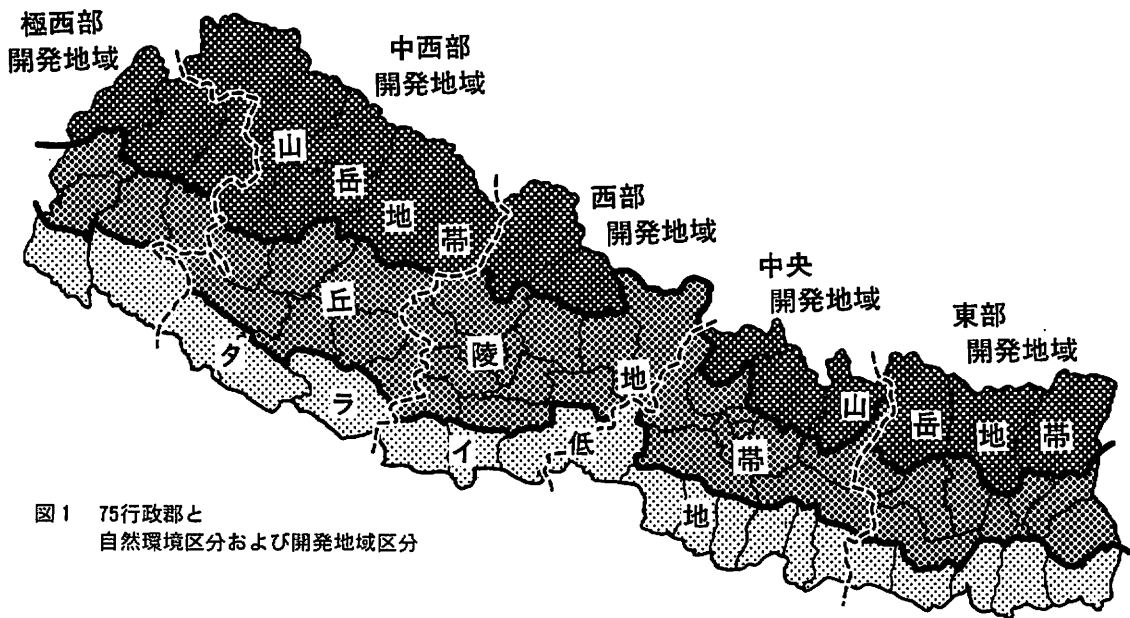 極西部
開発地域
中西部
開発地域
西部
開発地域
中央
開発地域
東部
開発地域
山岳地帯
山岳地帯
丘陵地帯
タライ低地
図1 75行政郡と
自然環境区分および開発地域区分